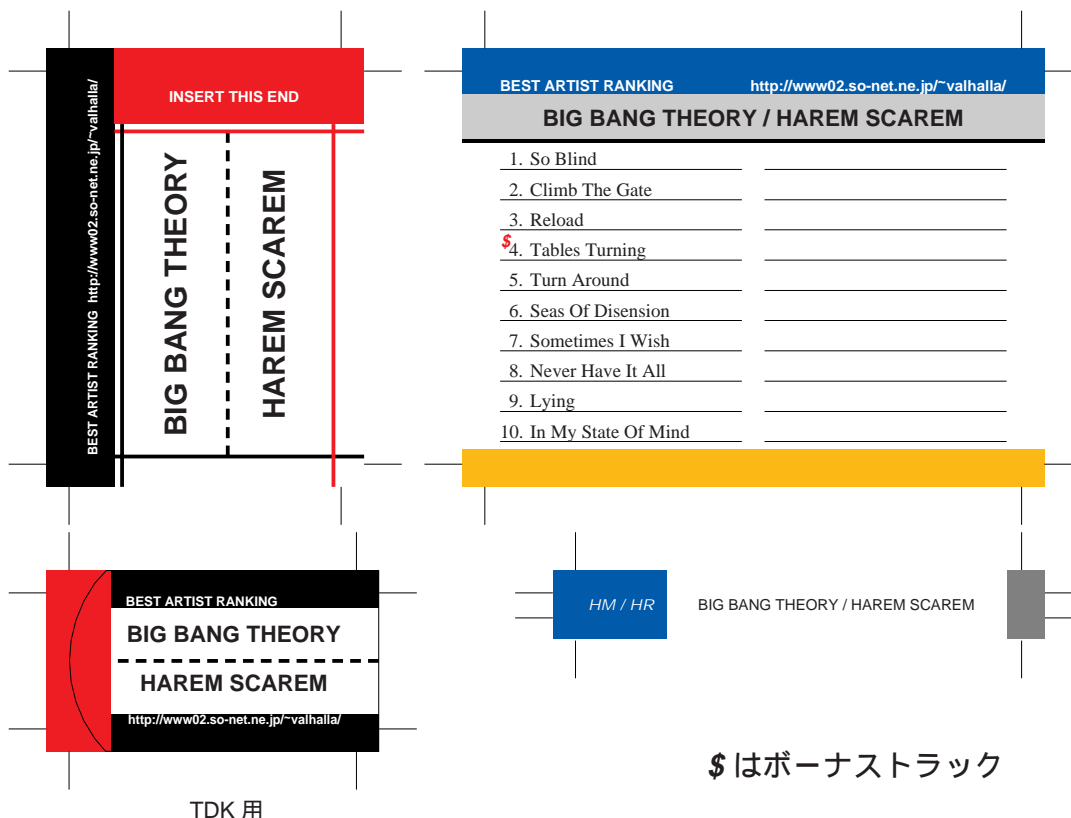 INSERT THIS END
BEST ARTIST RANKING http://www02.so-net.ne.jp/~valhalla/
BIG BANG THEORY
HAREM SCAREM
BEST ARTIST RANKING http://www02.so-net.ne.jp/~valhalla/
BIG BANG THEORY / HAREM SCAREM
1. So Blind
2. Climb The Gate
3. Reload
$4. Tables Turning
5. Turn Around
6. Seas Of Disension
7. Sometimes I Wish
8. Never Have It All
9. Lying
10. In My State Of Mind
BEST ARTIST RANKING
BIG BANG THEORY
HAREM SCAREM
http://www02.so-net.ne.jp/~valhalla/
TDK 用
HM / HR BIG BANG THEORY / HAREM SCAREM
$ はボーナストラック